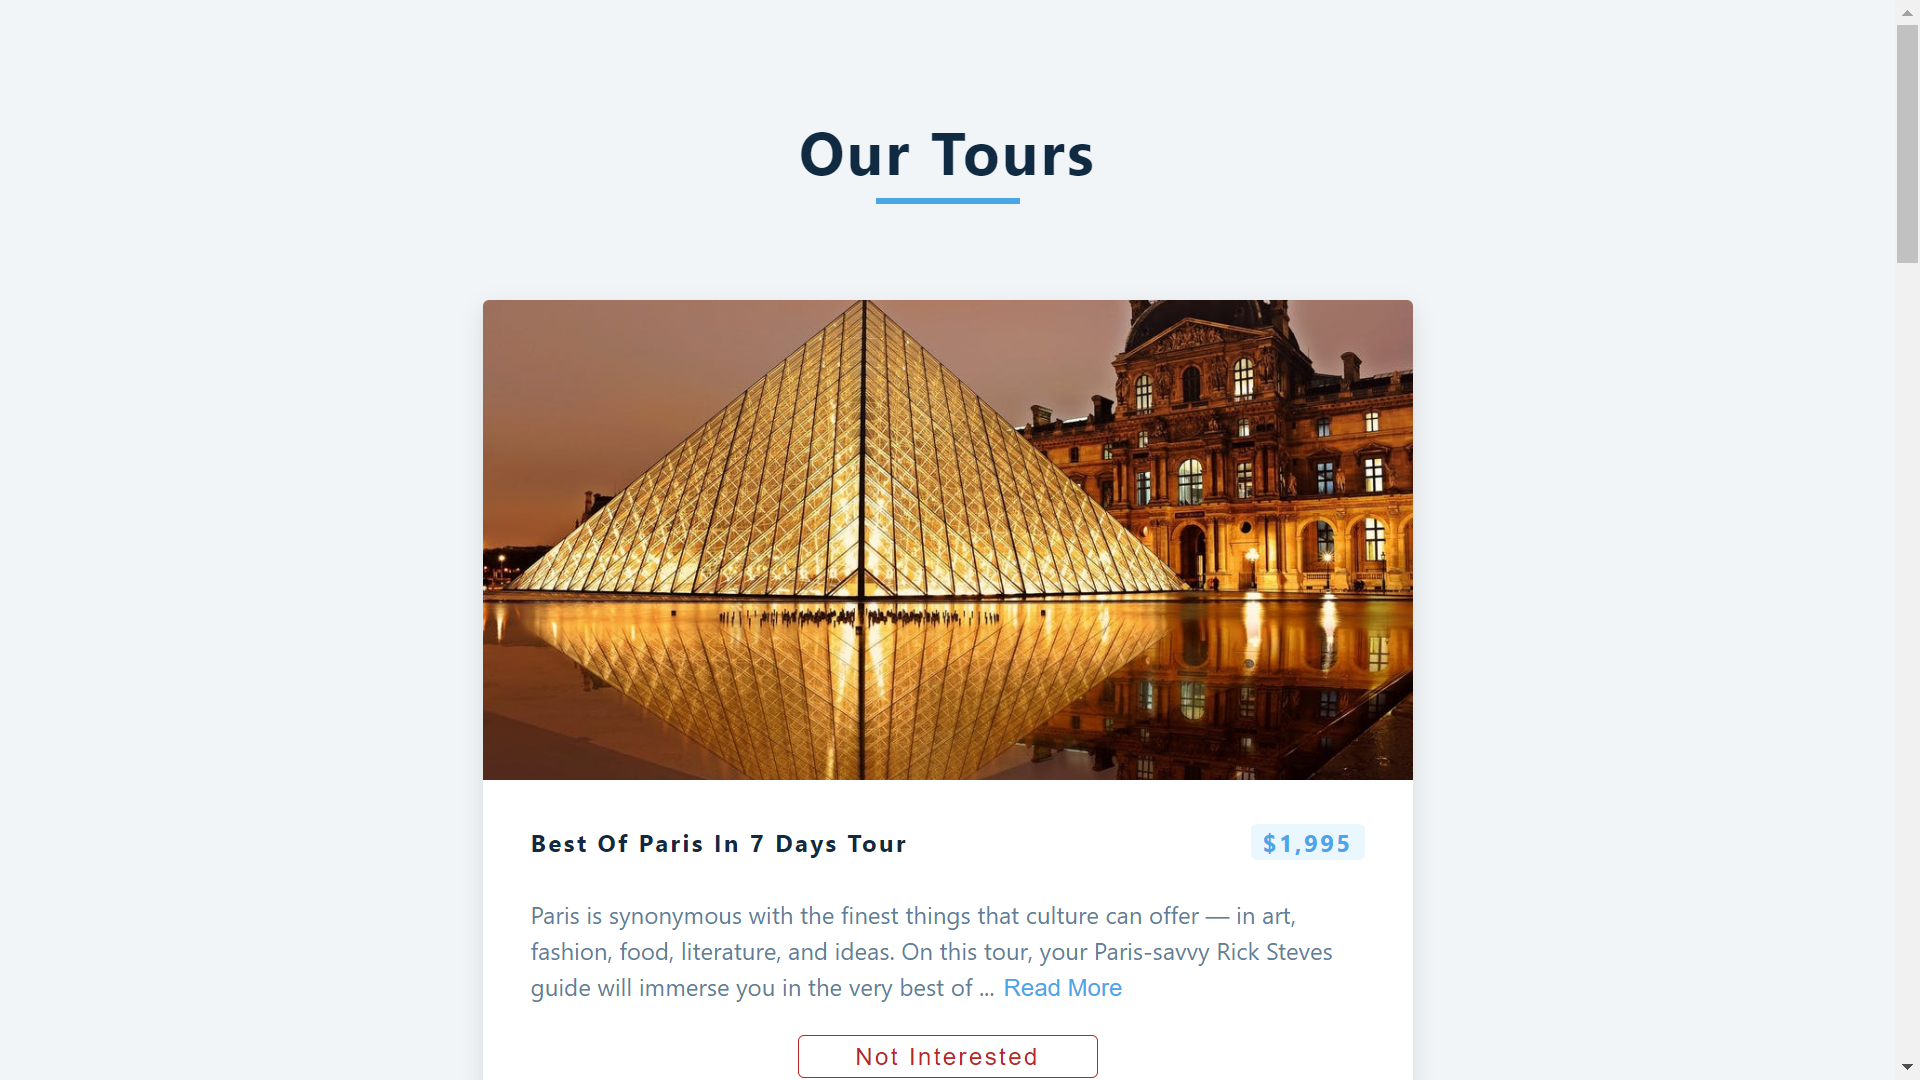 Our Tours
Best Of Paris In 7 Days Tour
$1,995
Paris is synonymous with the finest things that culture can offer — in art,
fashion, food, literature, and ideas. On this tour, your Paris-savvy Rick Steves
guide will immerse you in the very best of ... Read More
Not Interested